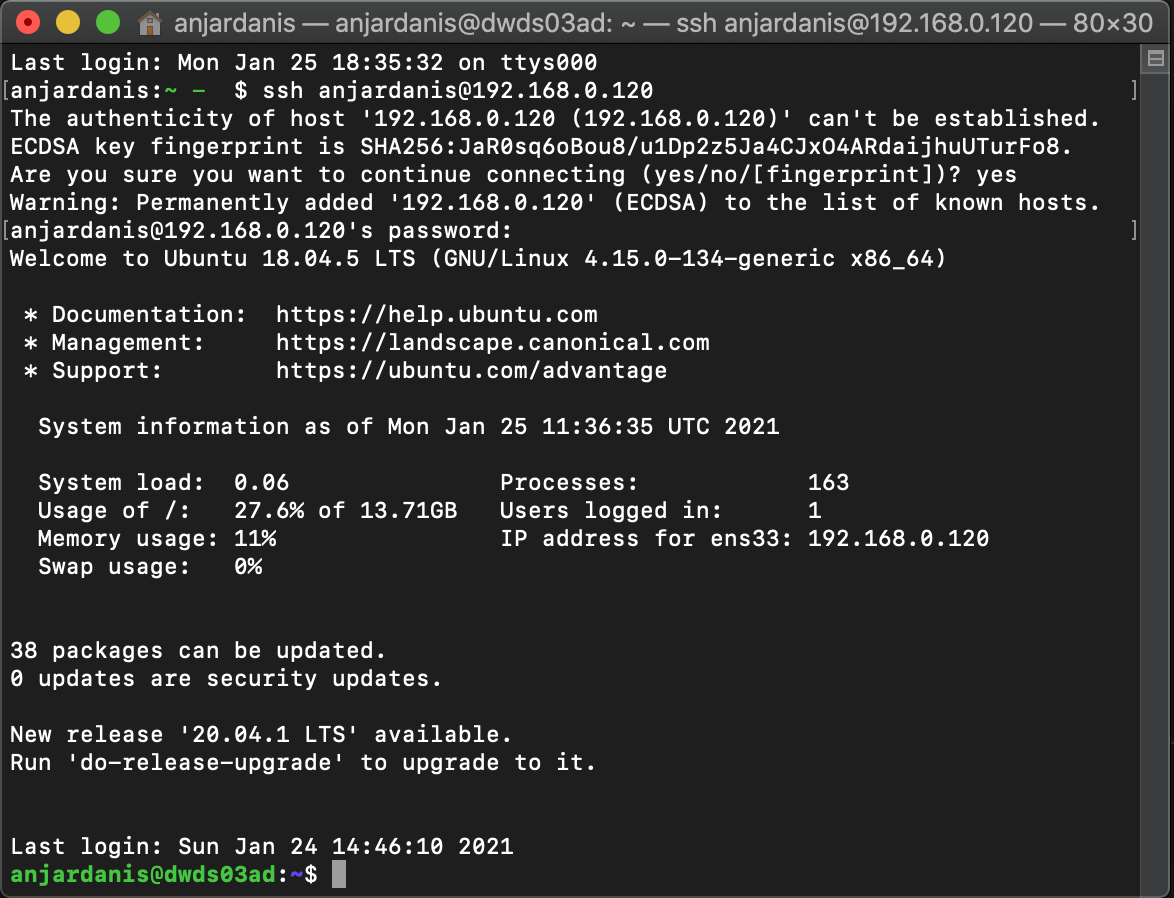 anjardanis — anjardanis@dwds03ad: ~ — ssh anjardanis@192.168.0.120 — 80×30
Last login: Mon Jan 25 18:35:32 on ttys000
[anjardanis:~ –  $ ssh anjardanis@192.168.0.120 ]
The authenticity of host '192.168.0.120 (192.168.0.120)' can't be established.
ECDSA key fingerprint is SHA256:JaR0sq6oBou8/u1Dp2z5Ja4CJxO4ARdaijhuUTurFo8.
Are you sure you want to continue connecting (yes/no/[fingerprint])? yes
Warning: Permanently added '192.168.0.120' (ECDSA) to the list of known hosts.
[anjardanis@192.168.0.120's password: ]
Welcome to Ubuntu 18.04.5 LTS (GNU/Linux 4.15.0-134-generic x86_64)
* Documentation:  https://help.ubuntu.com
* Management:     https://landscape.canonical.com
* Support:        https://ubuntu.com/advantage
System information as of Mon Jan 25 11:36:35 UTC 2021
System load:  0.06               Processes:            163
Usage of /:   27.6% of 13.71GB   Users logged in:      1
Memory usage: 11%                IP address for ens33: 192.168.0.120
Swap usage:   0%
38 packages can be updated.
0 updates are security updates.
New release '20.04.1 LTS' available.
Run 'do-release-upgrade' to upgrade to it.
Last login: Sun Jan 24 14:46:10 2021
anjardanis@dwds03ad:~$